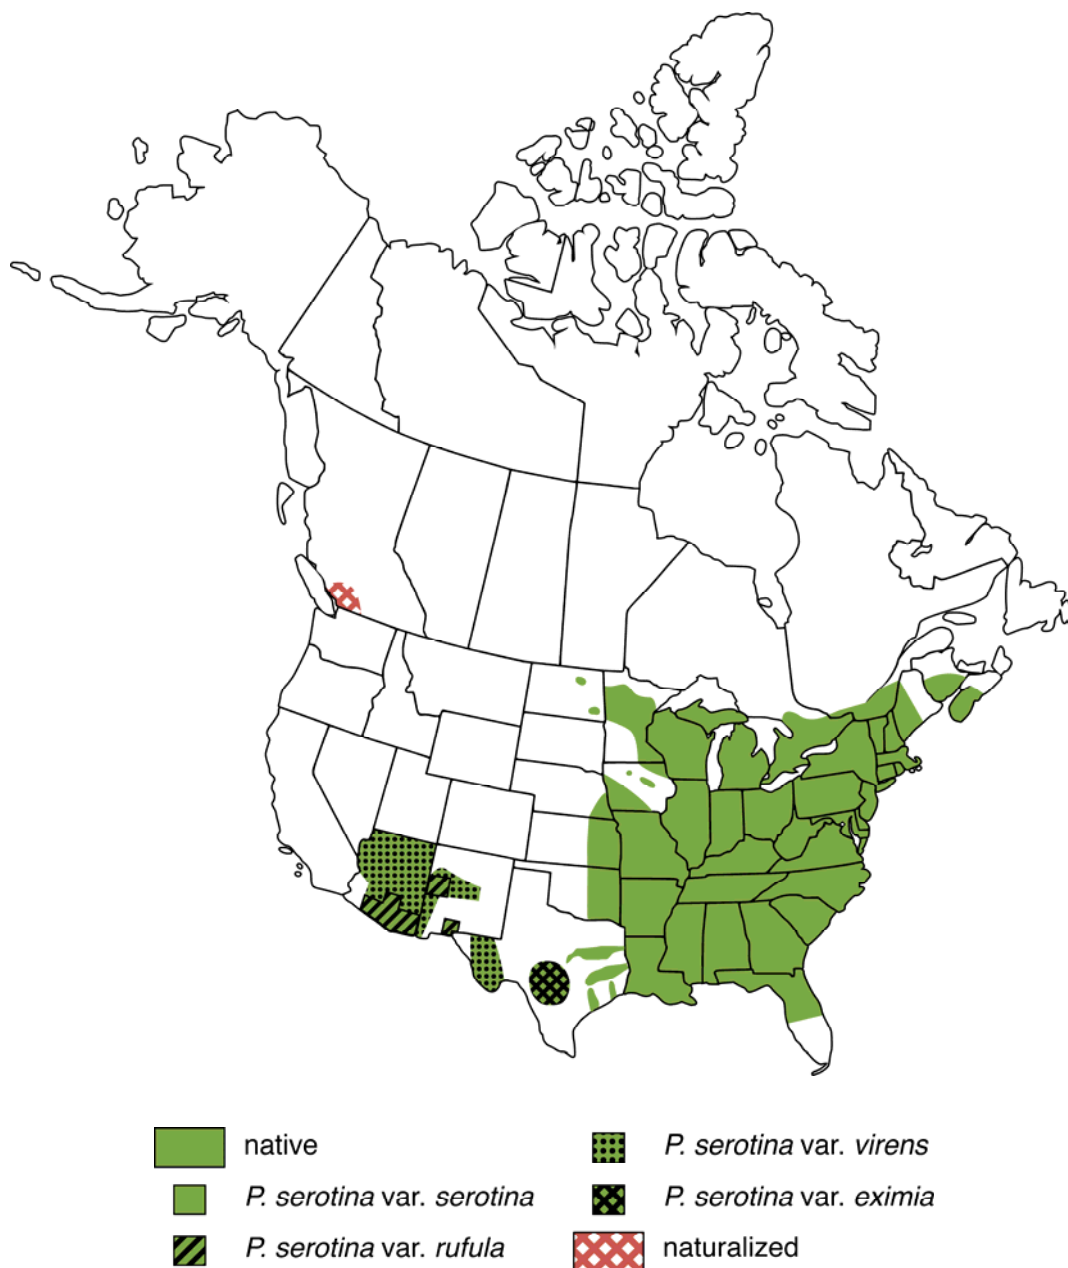 native
P. serotina var. serotina
P. serotina var. rufula
P. serotina var. virens
P. serotina var. eximia
naturalized